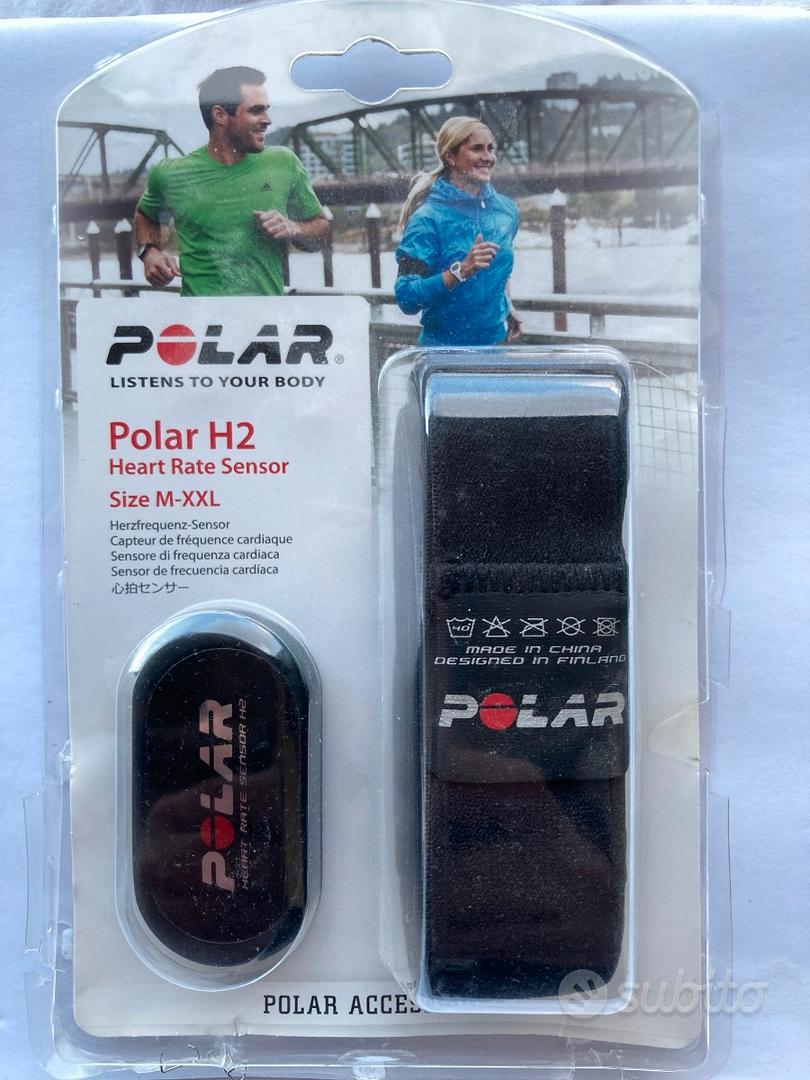 POLAR®
LISTENS TO YOUR BODY
Polar H2
Heart Rate Sensor
Size M-XXL
Herzfrequenz-Sensor
Capteur de fréquence cardiaque
Sensore di frequenza cardiaca
Sensor de frecuencia cardíaca
心拍センサー
40°
MADE IN CHINA
DESIGNED IN FINLAND
POLAR
POLAR
HEART RATE SENSOR H2
POLAR
subito